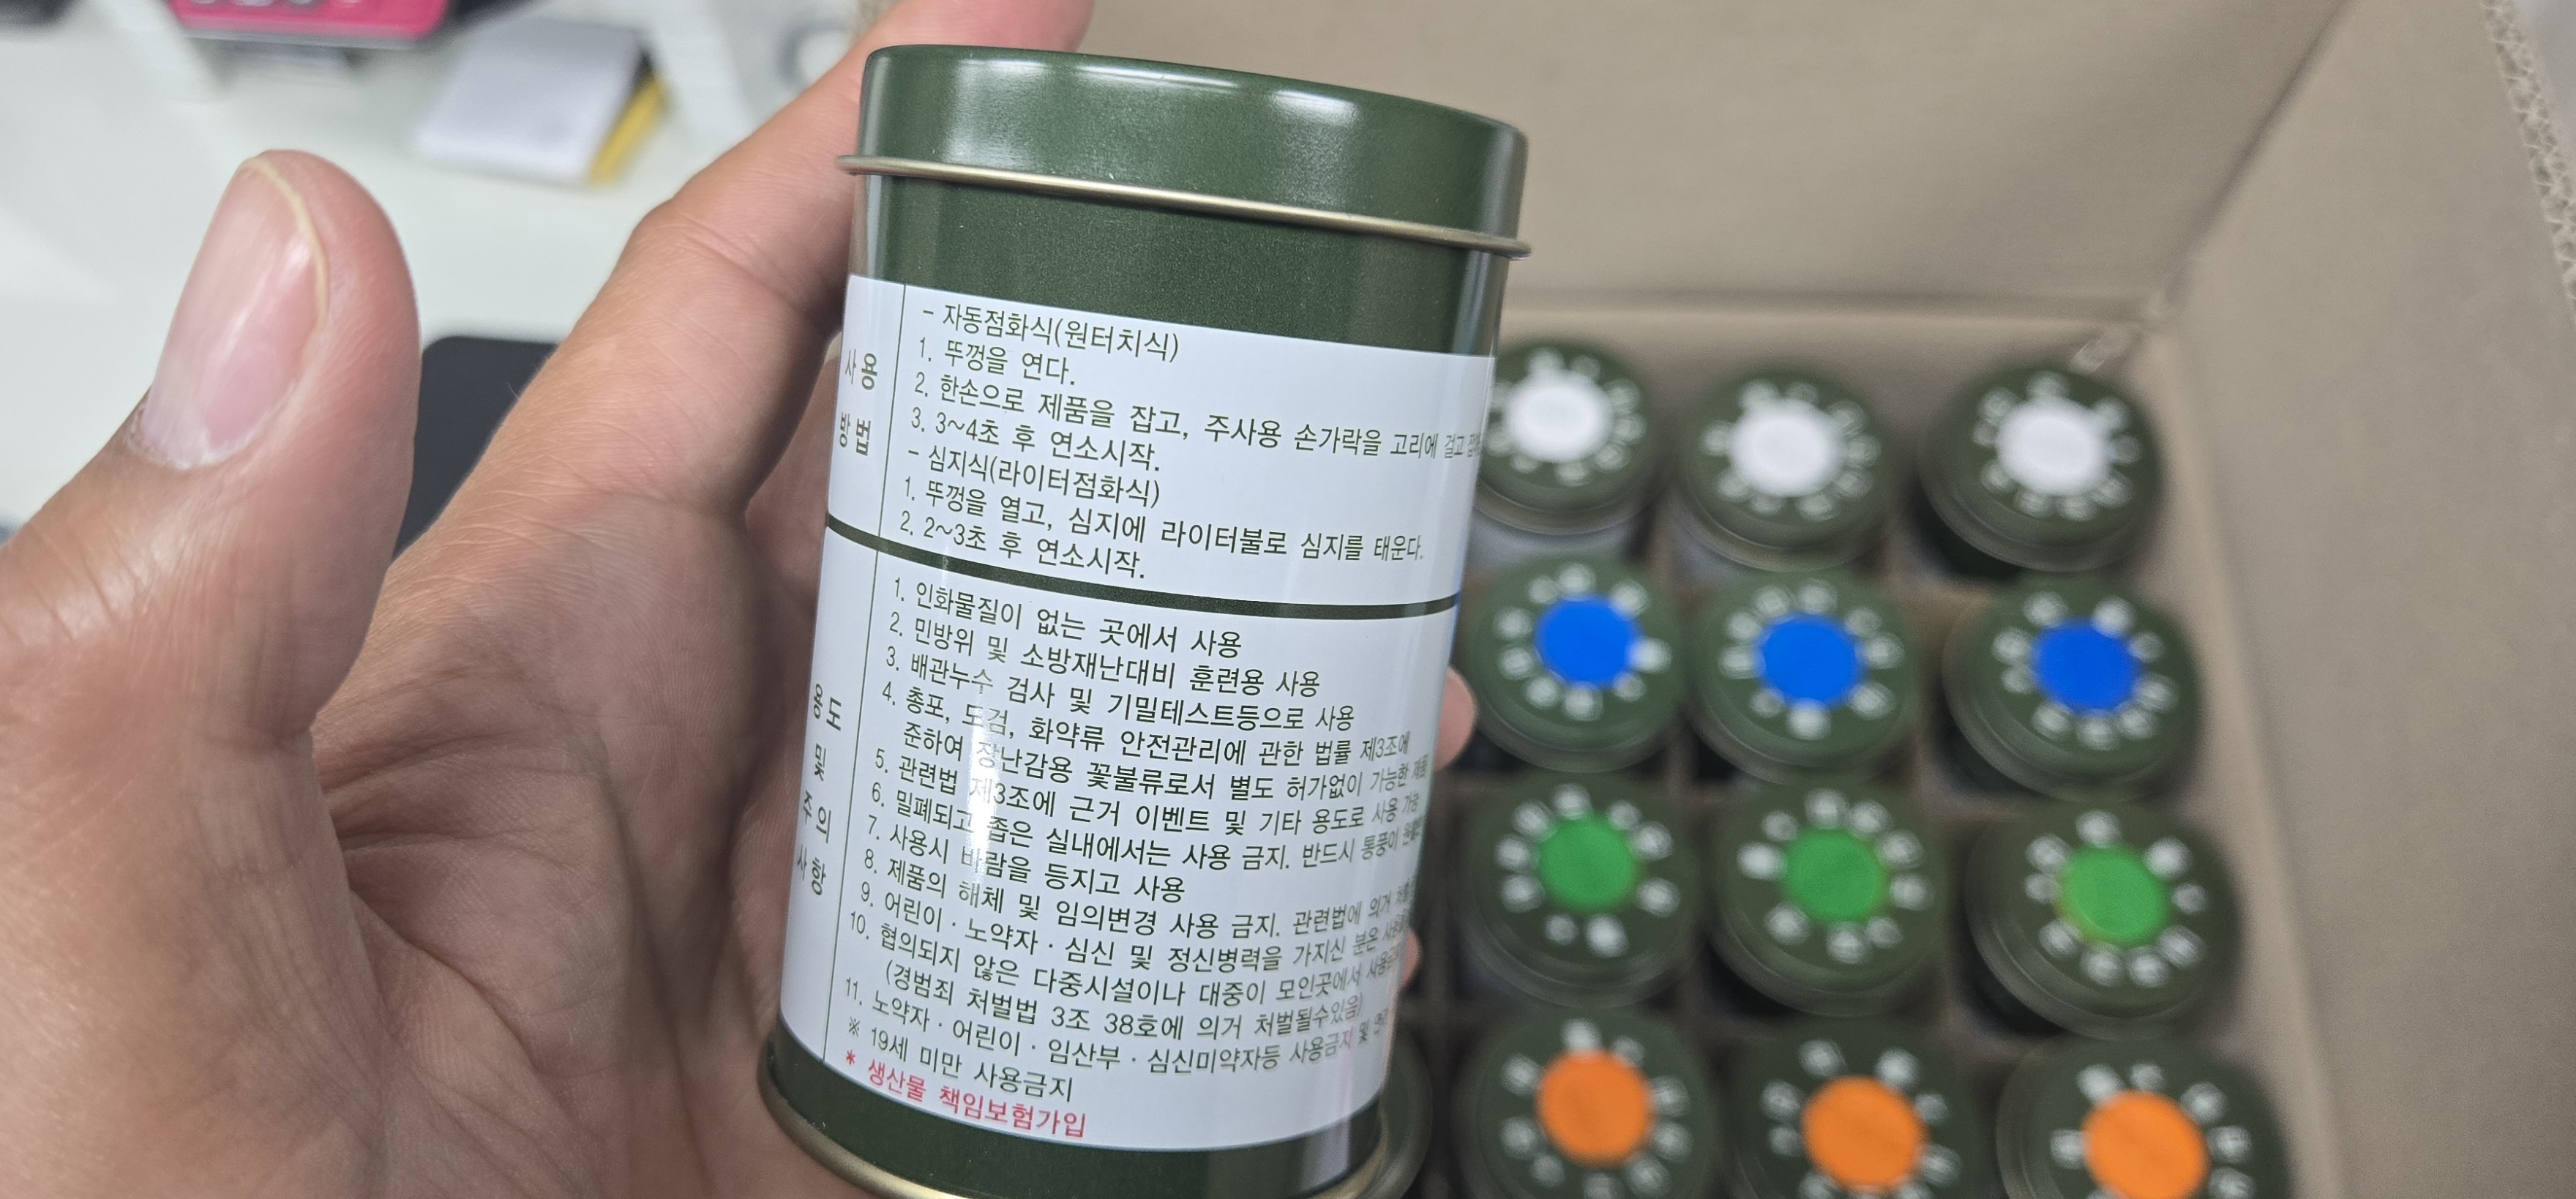 사용
방법
- 자동점화식(원터치식)
1. 뚜껑을 연다.
2. 한손으로 제품을 잡고, 주사용 손가락을 고리에 걸고
3. 3~4초 후 연소시작.
- 심지식(라이터점화식)
1. 뚜껑을 열고, 심지에 라이터불로 심지를 태운다.
2. 2~3초 후 연소시작.
용도
및
주의
사항
1. 인화물질이 없는 곳에서 사용
2. 민방위 및 소방재난대비 훈련용 사용
3. 배관누수 검사 및 기밀테스트등으로 사용
4. 총포, 도검, 화약류 안전관리에 관한 법률 제3조에
준하여 장난감용 꽃불류로서 별도 허가없이 가능한 제품
5. 관련법 제3조에 근거 이벤트 및 기타 용도로 사용 가능
6. 밀폐되고 좁은 실내에서는 사용 금지. 반드시 통풍이
7. 사용시 바람을 등지고 사용
8. 제품의 해체 및 임의변경 사용 금지. 관련법에 의거
9. 어린이 · 노약자 · 심신 및 정신병력을 가지신 분은
10. 협의되지 않은 다중시설이나 대중이 모인곳에서
(경범죄 처벌법 3조 38호에 의거 처벌될수있음)
11. 노약자 · 어린이 · 임산부 · 심신미약자등 사용금지 및
※ 19세 미만 사용금지
* 생산물 책임보험가입